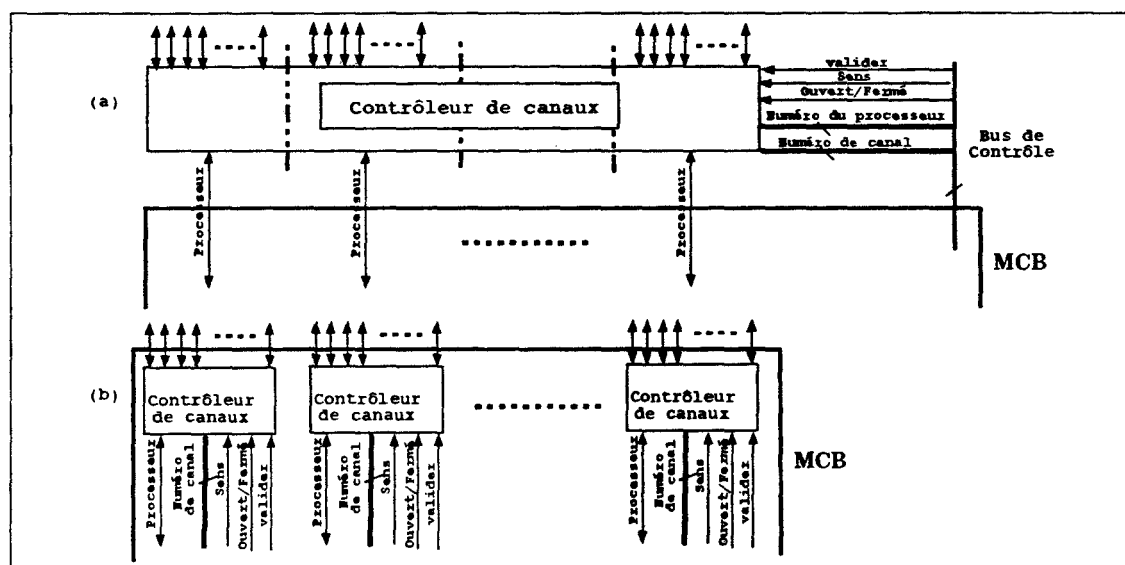 valider
Sens
Ouvert/Fermé
(a)
Contrôleur de canaux
Numéro du processeur
Numéro de canal
Bus de
Contrôle
Processeur
Processeur
Processeur
MCB
(b)
Contrôleur
de canaux
Contrôleur
de canaux
Contrôleur
de canaux
Processeur
Numéro
de canal
Sens
Ouvert/Fermé
valider
Processeur
Numéro
de canal
Sens
Ouvert/Fermé
valider
Processeur
Numéro
de canal
Sens
Ouvert/Fermé
valider
MCB